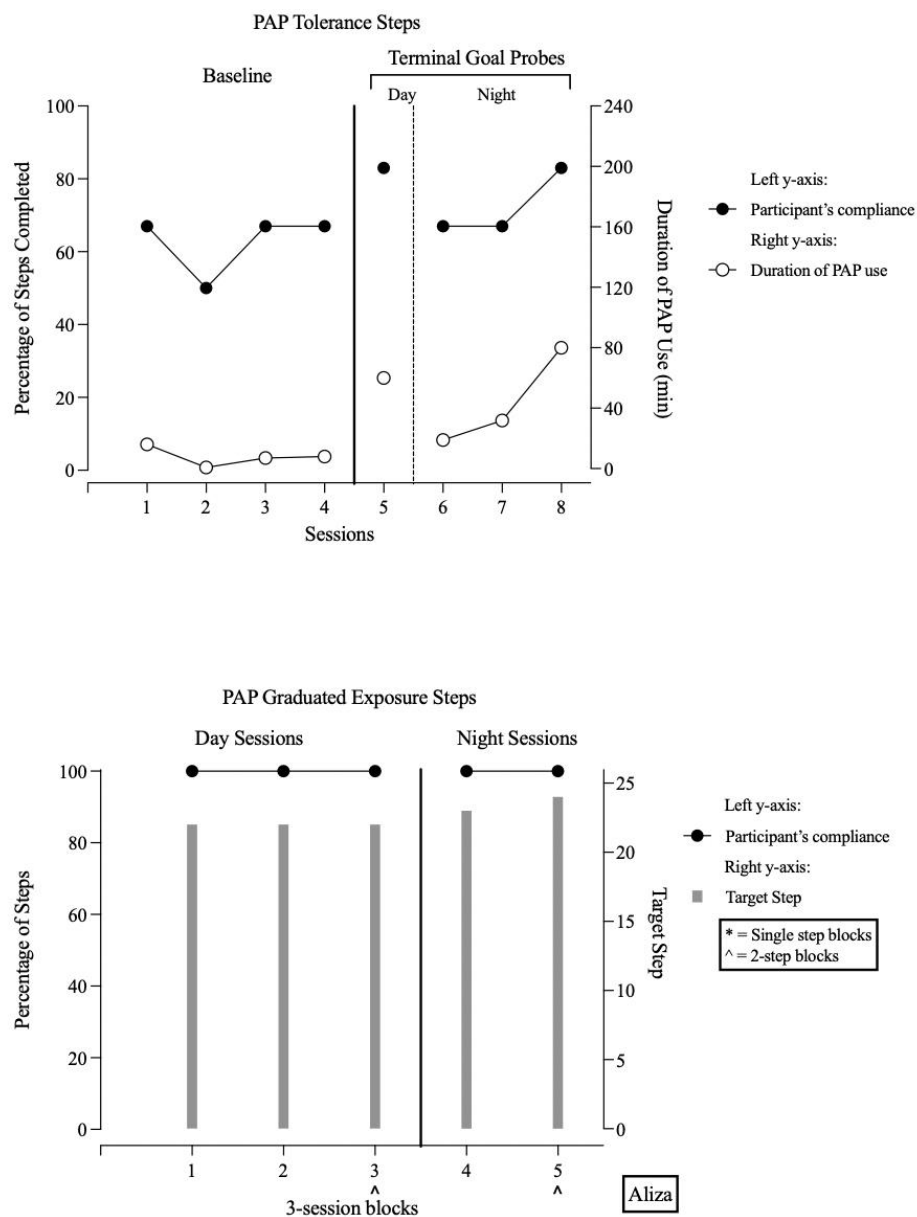 PAP Tolerance Steps
Terminal Goal Probes
Baseline
Day
Night
100
80
60
40
20
0
Percentage of Steps Completed
240
200
160
120
80
40
0
Duration of PAP Use (min)
1 2 3 4 5 6 7 8
Sessions
Left y-axis:
Participant's compliance
Right y-axis:
Duration of PAP use
PAP Graduated Exposure Steps
Day Sessions
Night Sessions
100
80
60
40
20
0
Percentage of Steps
25
20
15
10
5
0
Target Step
1 2 3 4 5
^ ^
3-session blocks
Left y-axis:
Participant's compliance
Right y-axis:
Target Step
* = Single step blocks
^ = 2-step blocks
Aliza